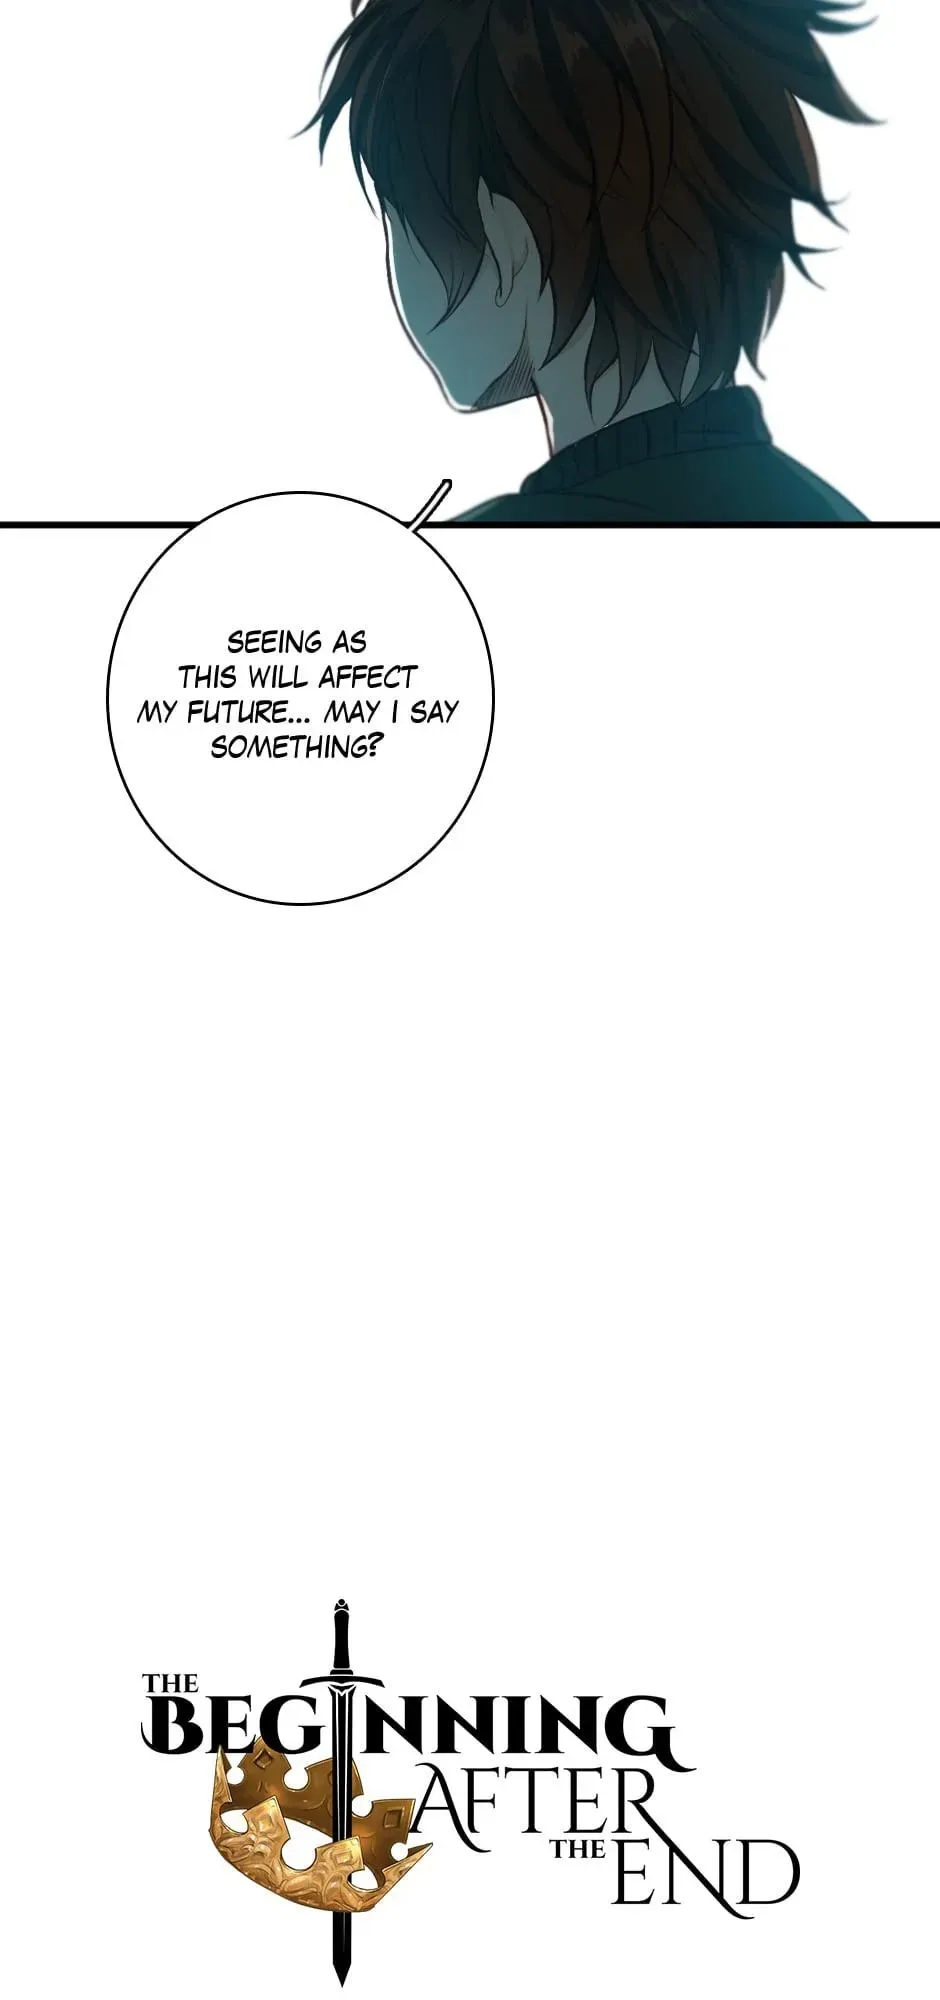 SEEING AS
THIS WILL AFFECT
MY FUTURE... MAY I SAY
SOMETHING?
THE
BEGINNING
AFTER
THE END